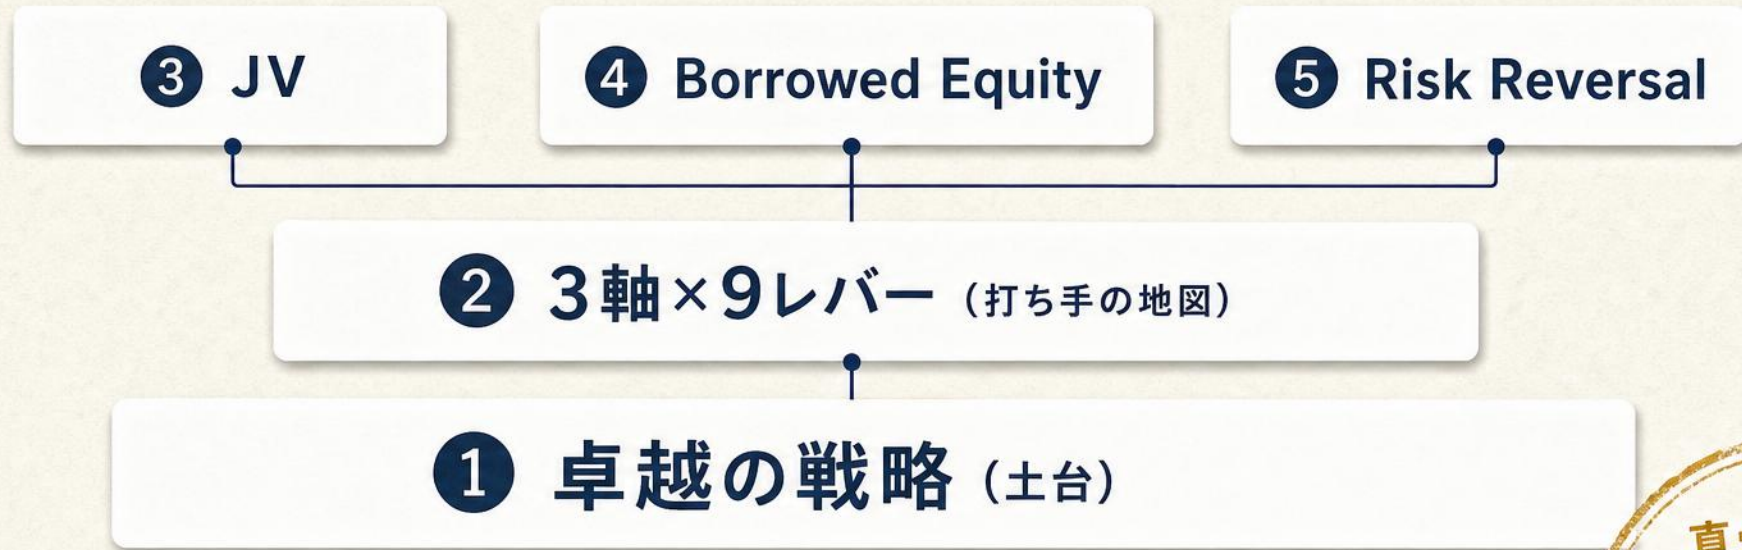 ❸ JV
❹ Borrowed Equity
❺ Risk Reversal
❷ 3軸×9レバー（打ち手の地図）
❶ 卓越の戦略（土台）